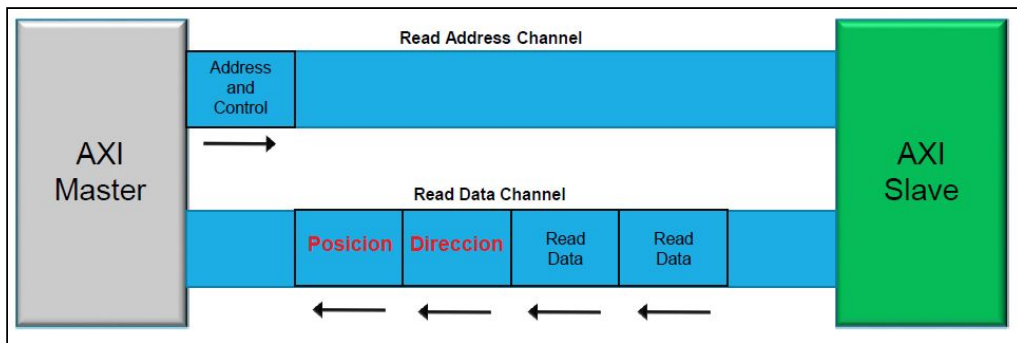 Read Address Channel
Address
and
Control
AXI
Master
AXI
Slave
Read Data Channel
Posicion
Direccion
Read
Data
Read
Data